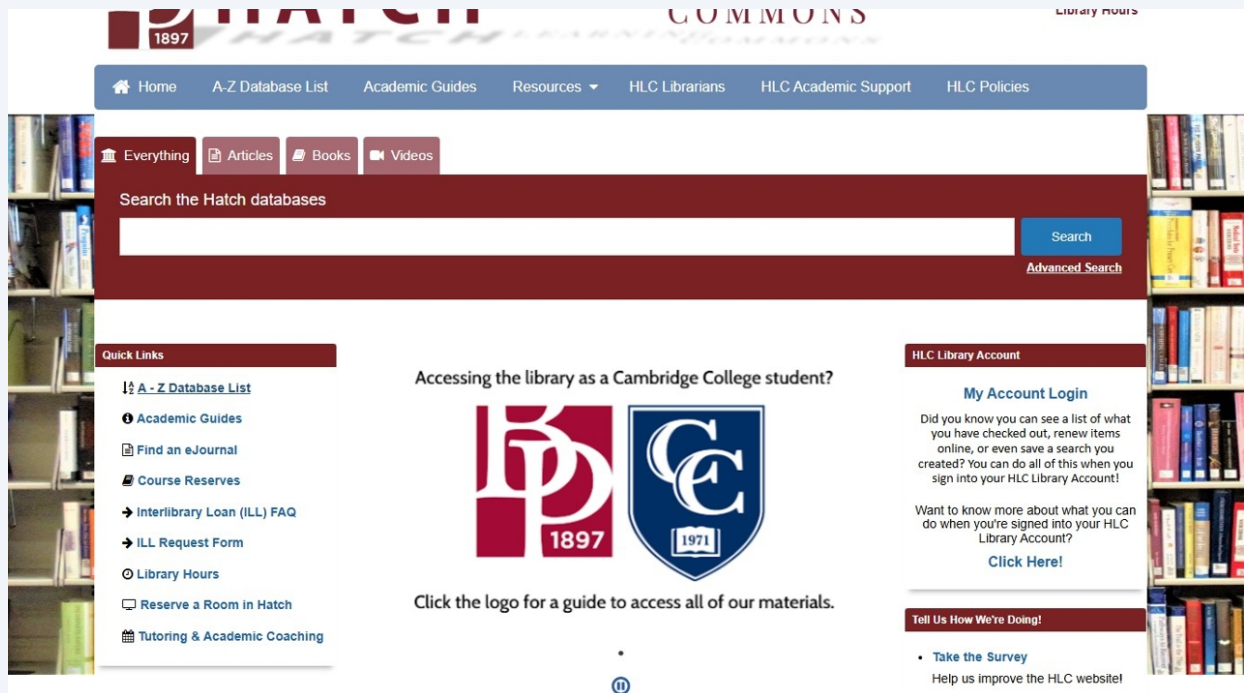 HATCH
COMMONS
Library Hours
1897
Home A-Z Database List Academic Guides Resources HLC Librarians HLC Academic Support HLC Policies
Everything Articles Books Videos
Search the Hatch databases
Search
Advanced Search
Quick Links
A - Z Database List
Academic Guides
Find an eJournal
Course Reserves
Interlibrary Loan (ILL) FAQ
ILL Request Form
Library Hours
Reserve a Room in Hatch
Tutoring & Academic Coaching
Accessing the library as a Cambridge College student?
BP
1897
CC
1971
Click the logo for a guide to access all of our materials.
HLC Library Account
My Account Login
Did you know you can see a list of what
you have checked out, renew items
online, or even save a search you
created? You can do all of this when you
sign into your HLC Library Account!
Want to know more about what you can
do when you're signed into your HLC
Library Account?
Click Here!
Tell Us How We're Doing!
Take the Survey
Help us improve the HLC website!